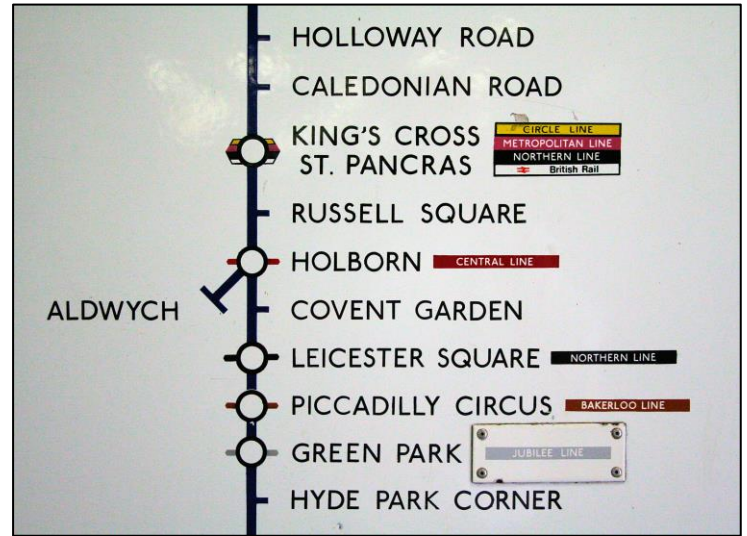 HOLLOWAY ROAD
CALEDONIAN ROAD
KING'S CROSS
ST. PANCRAS
CIRCLE LINE
METROPOLITAN LINE
NORTHERN LINE
British Rail
RUSSELL SQUARE
HOLBORN
CENTRAL LINE
ALDWYCH
COVENT GARDEN
LEICESTER SQUARE
NORTHERN LINE
PICCADILLY CIRCUS
BAKERLOO LINE
GREEN PARK
JUBILEE LINE
HYDE PARK CORNER